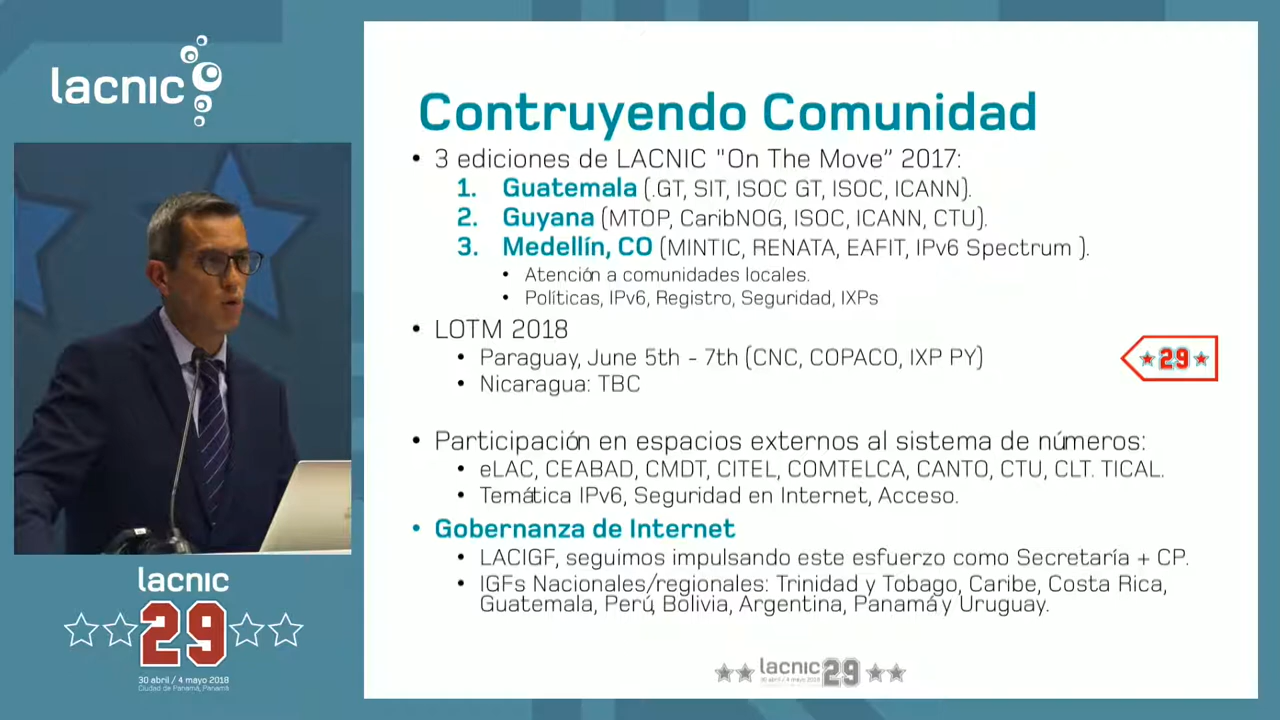 lacnic
Contruyendo Comunidad
• 3 ediciones de LACNIC "On The Move” 2017:
1. Guatemala (.GT, SIT, ISOC GT, ISOC, ICANN).
2. Guyana (MTOP, CaribNOG, ISOC, ICANN, CTU).
3. Medellín, CO (MINTIC, RENATA, EAFIT, IPv6 Spectrum ).
• Atención a comunidades locales.
• Políticas, IPv6, Registro, Seguridad, IXPs
• LOTM 2018
• Paraguay, June 5th - 7th (CNC, COPACO, IXP PY)
• Nicaragua: TBC
29
• Participación en espacios externos al sistema de números:
• eLAC, CEABAD, CMDT, CITEL, COMTELCA, CANTO, CTU, CLT. TICAL.
• Temática IPv6, Seguridad en Internet, Acceso.
• Gobernanza de Internet
• LACIGF, seguimos impulsando este esfuerzo como Secretaría + CP.
• IGFs Nacionales/regionales: Trinidad y Tobago, Caribe, Costa Rica,
Guatemala, Perú, Bolivia, Argentina, Panamá y Uruguay.
lacnic
29
30 abril / 4 mayo 2018
Ciudad de Panamá, Panamá
lacnic 29
30 abril / 4 mayo 2018